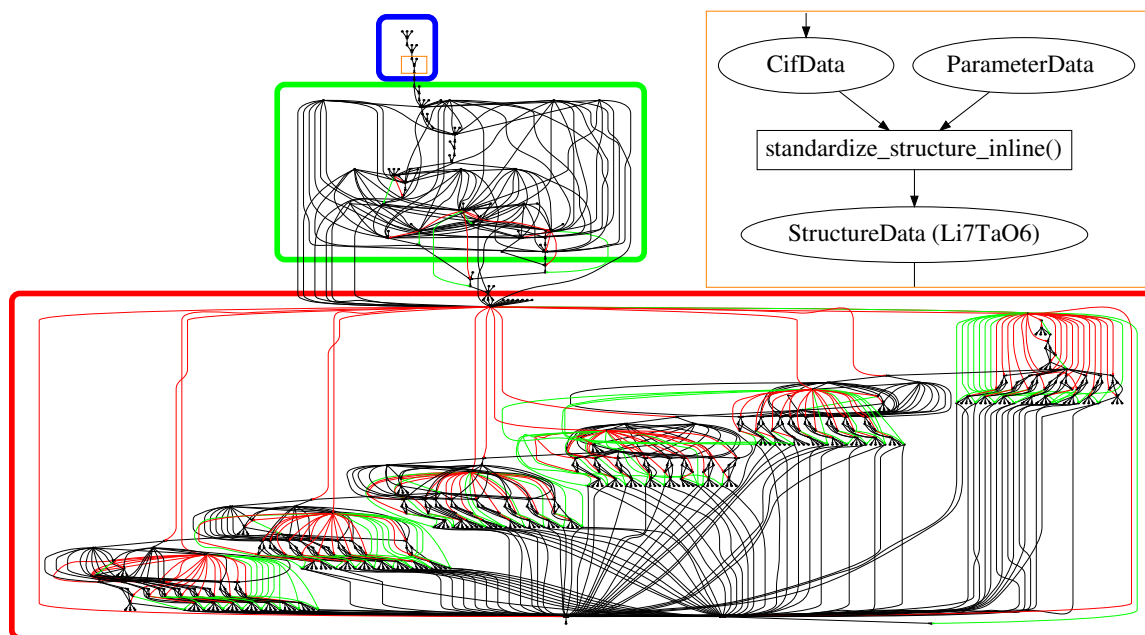 CifData
ParameterData
standardize_structure_inline()
StructureData (Li7TaO6)